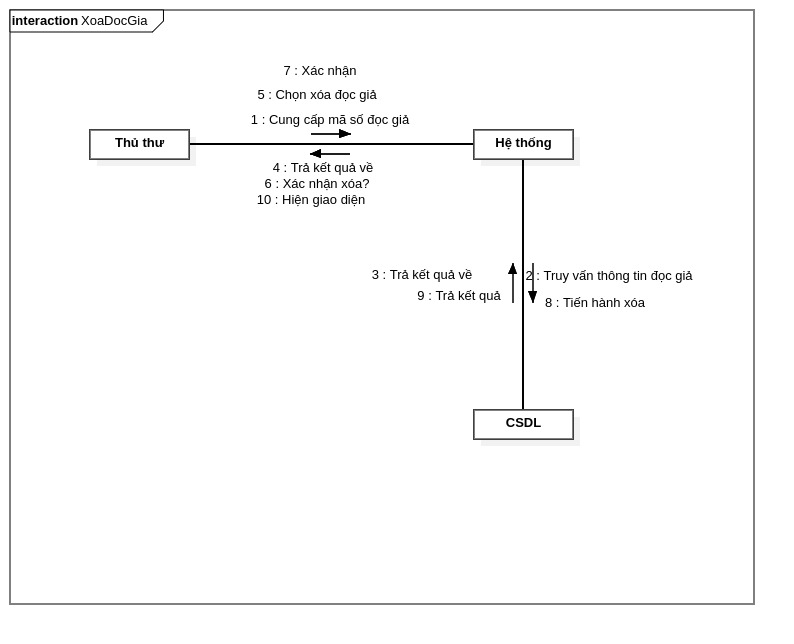 interaction XoaDocGia
7 : Xác nhận
5 : Chọn xóa đọc giả
1 : Cung cấp mã số đọc giả
Thủ thư
Hệ thống
4 : Trả kết quả về
6 : Xác nhận xóa?
10 : Hiện giao diện
3 : Trả kết quả về
2 : Truy vấn thông tin đọc giả
9 : Trả kết quả
8 : Tiến hành xóa
CSDL